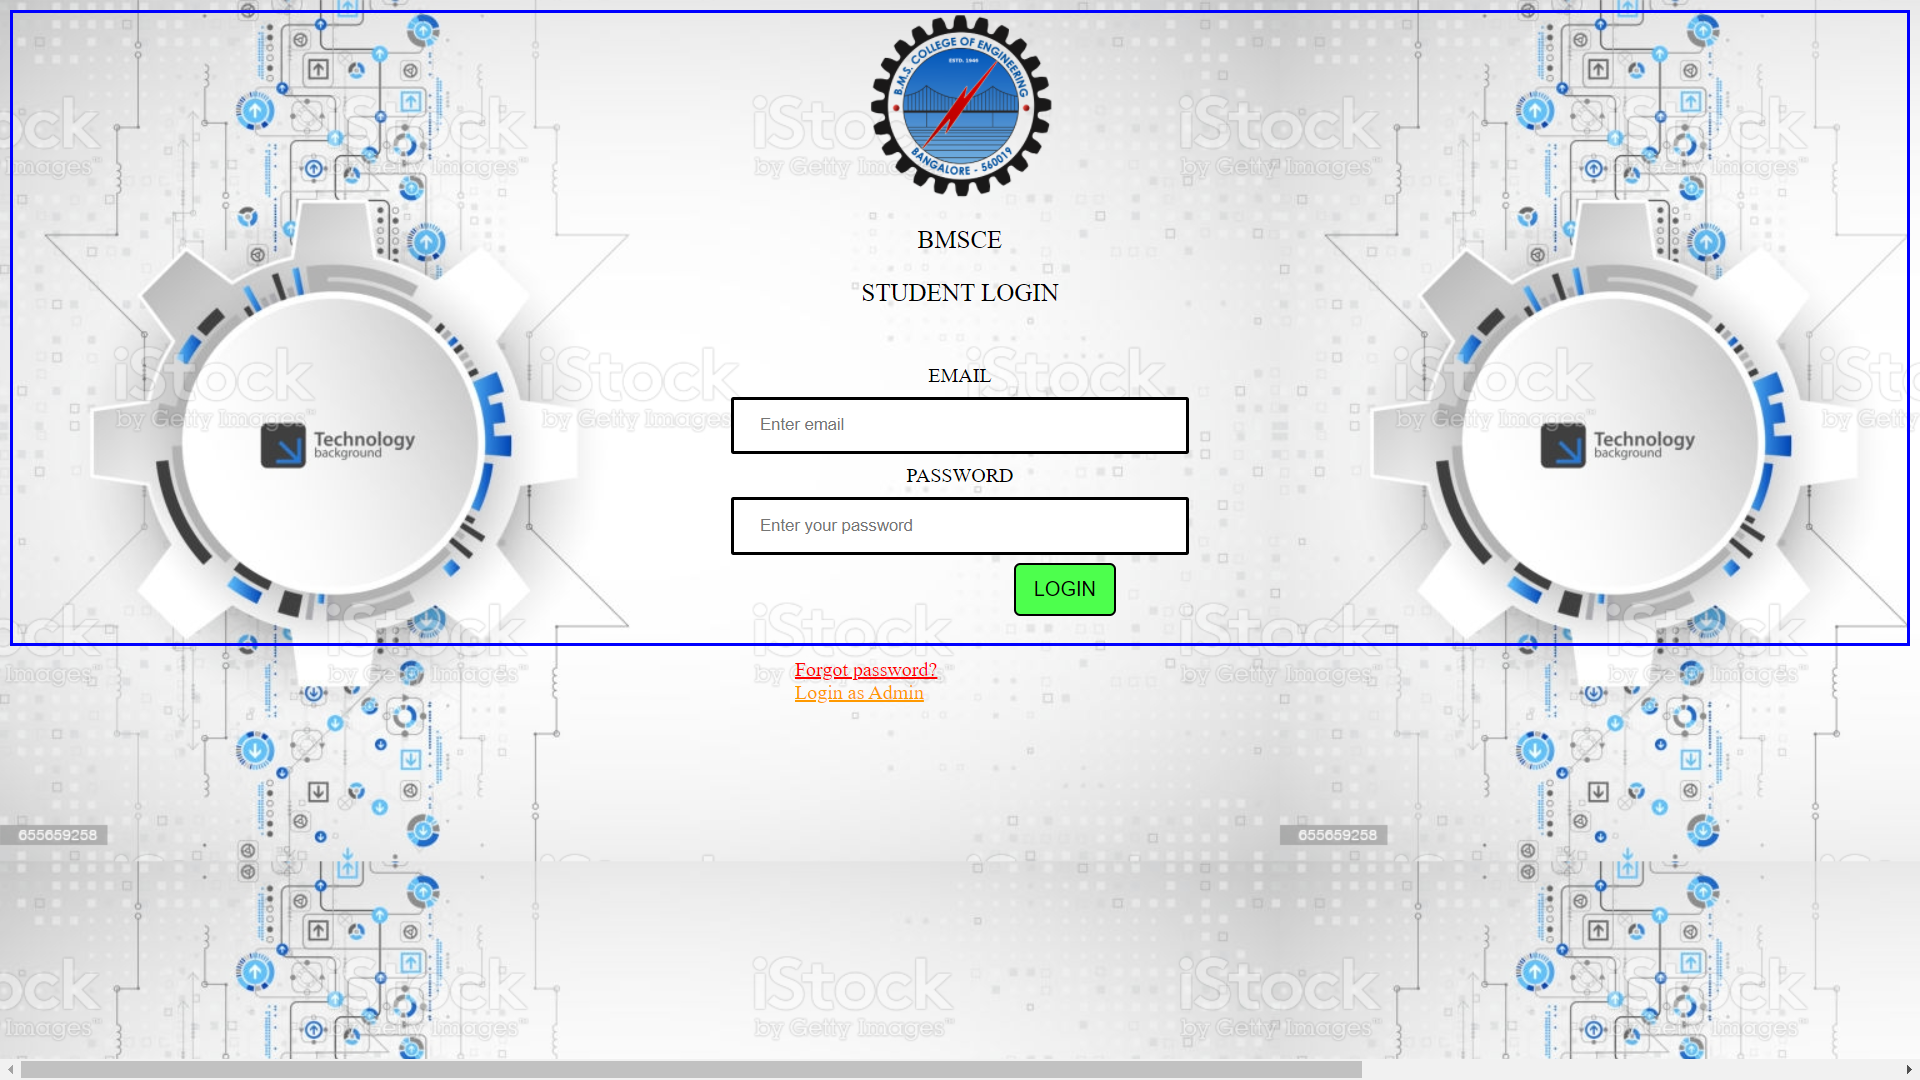 B.M.S. COLLEGE OF ENGINEERING
ESTD. 1946
BANGALORE - 560019
BMSCE
STUDENT LOGIN
EMAIL
Enter email
PASSWORD
Enter your password
LOGIN
Forgot password?
Login as Admin
Technology
background
Technology
background
iStock
by Getty Images
655659258
655659258